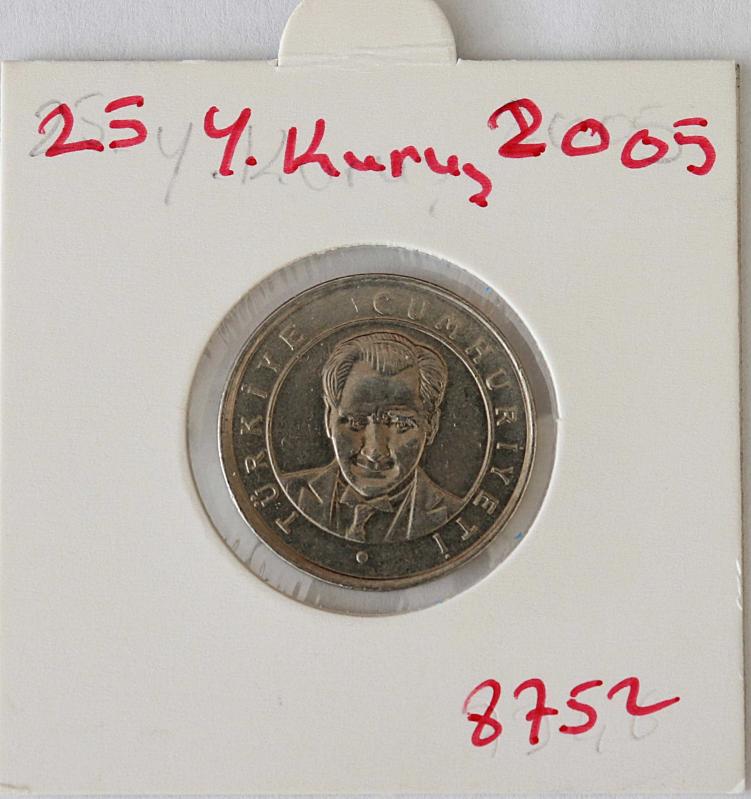 25 Y. Kuruş 2005
TÜRKİYE CUMHURİYETİ
8752